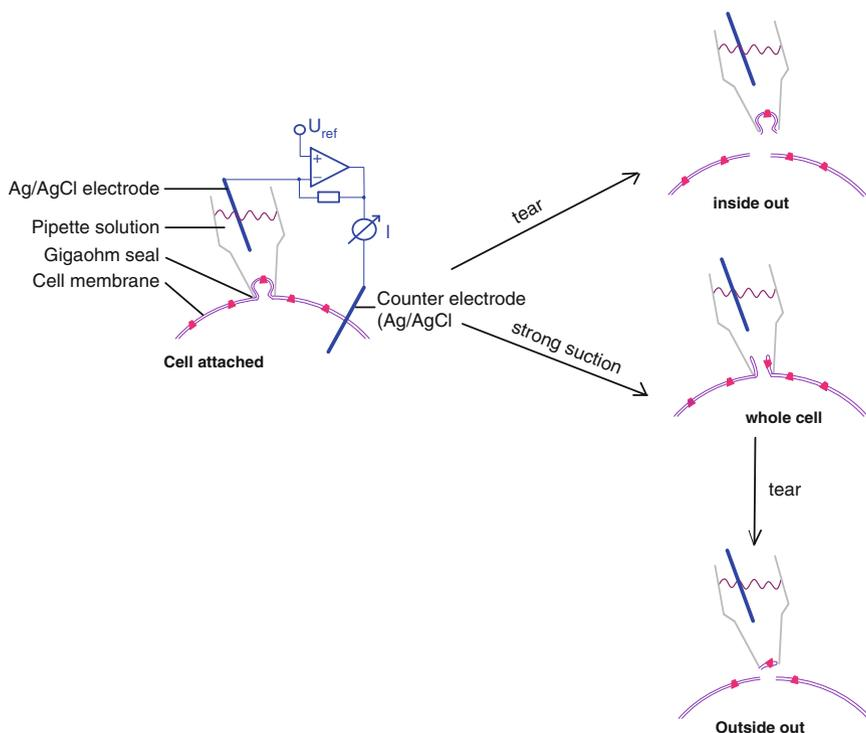 U_ref
+
−
Ag/AgCl electrode
Pipette solution
I
Gigaohm seal
Cell membrane
Counter electrode
(Ag/AgCl
Cell attached
tear
inside out
strong suction
whole cell
tear
Outside out